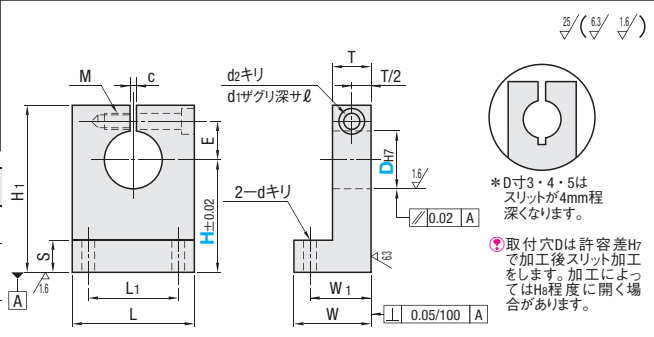 25 ( 6.3 1.6 )
T
M
c
d2キリ
d1ザグリ深サℓ
T/2
E
DH7
1.6
H1
H±0.02
2−dキリ
// 0.02 A
S
6.3
1.6
A
L1
L
W1
W
⊥ 0.05/100 A
＊D寸3・4・5は
スリットが4mm程
深くなります。
取付穴Dは許容差H7
で加工後スリット加工
をします。加工によっ
てはH8程度に開く場
合があります。